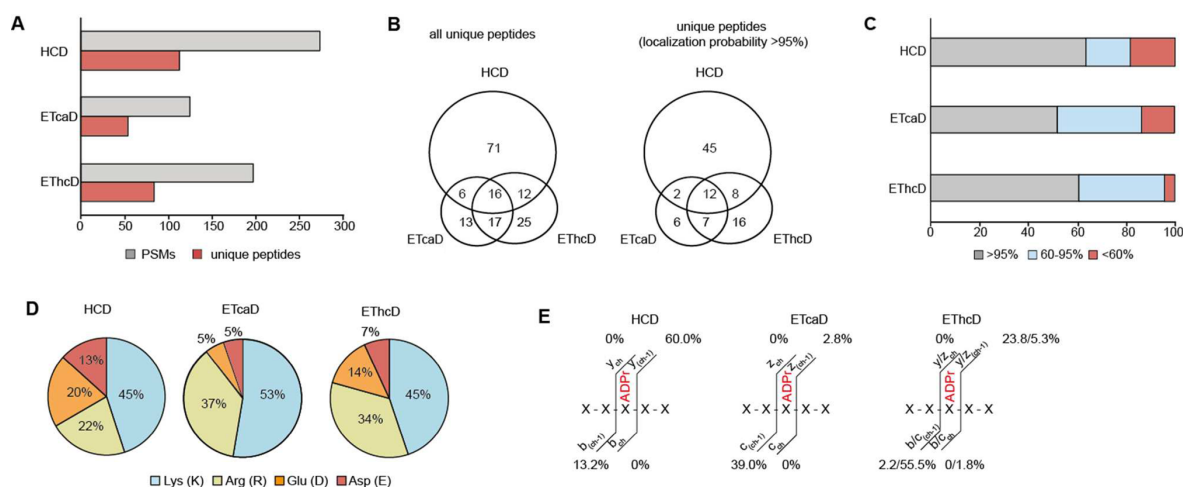 A
HCD
ETcaD
EThcD
0 50 100 150 200 250 300
PSMs unique peptides
B
all unique peptides
HCD
71
6 16 12
13 17 25
ETcaD EThcD
unique peptides
(localization probability >95%)
HCD
45
2 12 8
6 7 16
ETcaD EThcD
C
HCD
ETcaD
EThcD
0 20 40 60 80 100
>95% 60-95% <60%
D
HCD
13% 45% 20% 22%
ETcaD
5% 5% 53% 37%
EThcD
7% 14% 45% 34%
Lys (K) Arg (R) Glu (D) Asp (E)
E
HCD
0% 60.0%
ych y(ch-1)
ADPr
X - X - X - X - X
b(ch-1) bch
13.2% 0%
ETcaD
0% 2.8%
zch z(ch-1)
ADPr
X - X - X - X - X
c(ch-1) cch
39.0% 0%
EThcD
0% 23.8/5.3%
y/zch y/z(ch-1)
ADPr
X - X - X - X - X
b/c(ch-1) b/cch
2.2/55.5% 0/1.8%